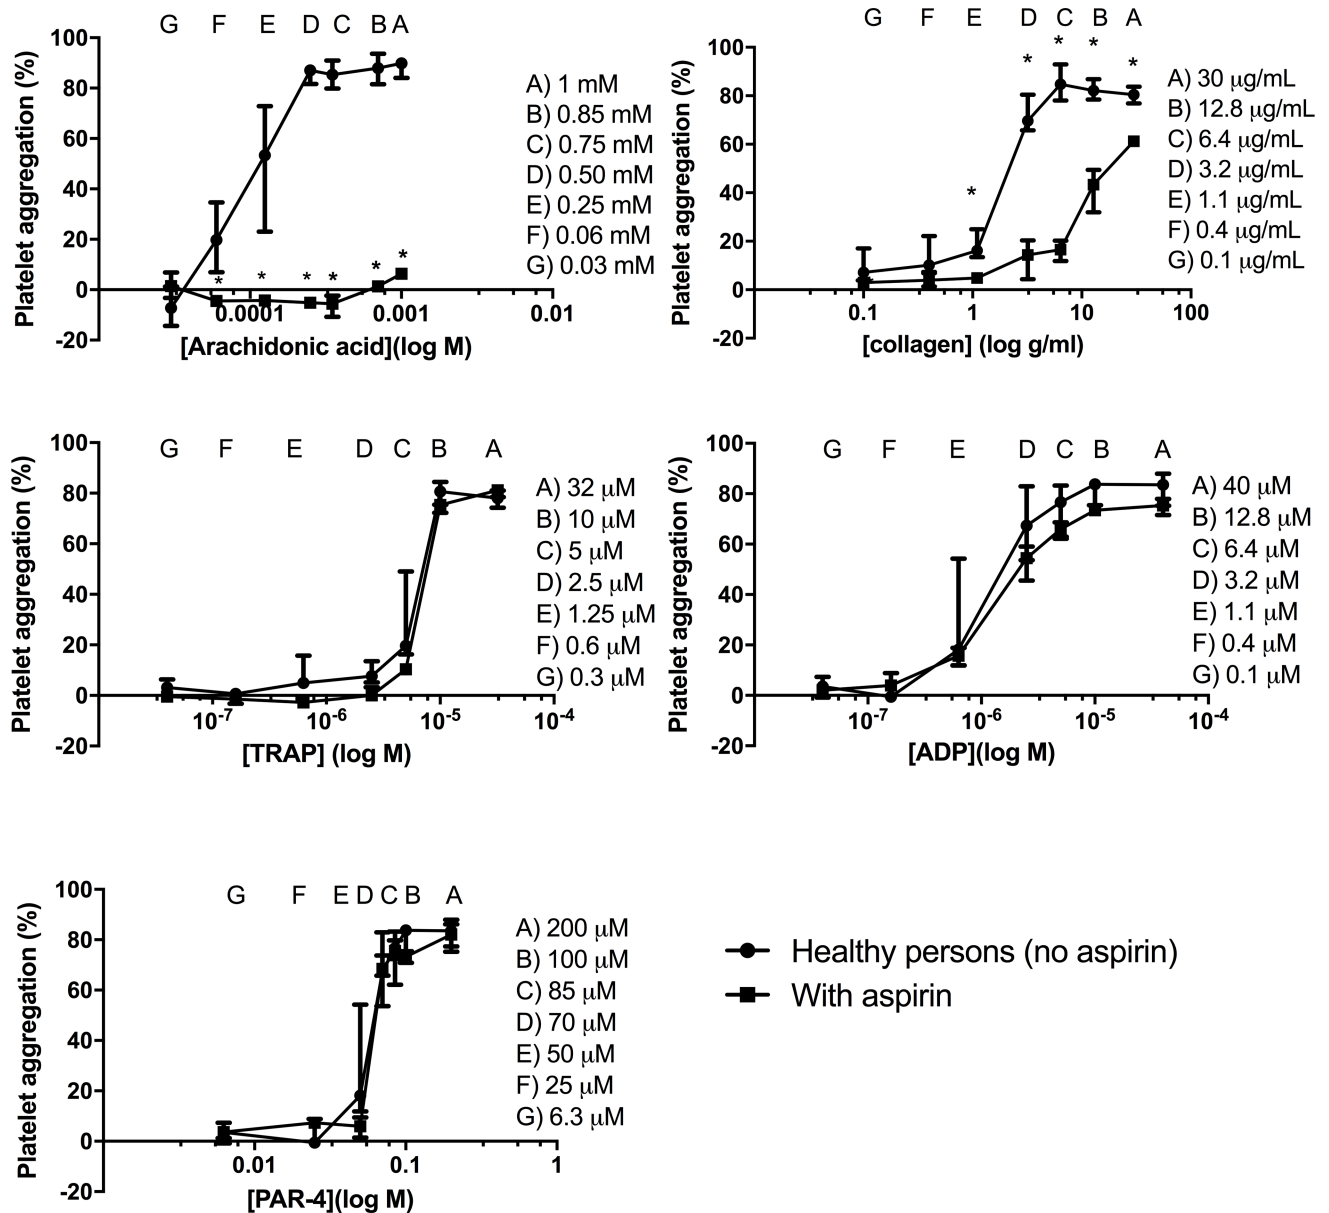 G F E D C B A
100
80
60
40
20
0
-20
Platelet aggregation (%)
* * * * * *
0.0001 0.001 0.01
[Arachidonic acid](log M)
A) 1 mM
B) 0.85 mM
C) 0.75 mM
D) 0.50 mM
E) 0.25 mM
F) 0.06 mM
G) 0.03 mM
G F E D C B A
100
80
60
40
20
0
-20
Platelet aggregation (%)
* * * * *
0.1 1 10 100
[collagen] (log g/ml)
A) 30 μg/mL
B) 12.8 μg/mL
C) 6.4 μg/mL
D) 3.2 μg/mL
E) 1.1 μg/mL
F) 0.4 μg/mL
G) 0.1 μg/mL
G F E D C B A
100
80
60
40
20
0
-20
Platelet aggregation (%)
10-7 10-6 10-5 10-4
[TRAP] (log M)
A) 32 μM
B) 10 μM
C) 5 μM
D) 2.5 μM
E) 1.25 μM
F) 0.6 μM
G) 0.3 μM
G F E D C B A
100
80
60
40
20
0
-20
Platelet aggregation (%)
10-7 10-6 10-5 10-4
[ADP](log M)
A) 40 μM
B) 12.8 μM
C) 6.4 μM
D) 3.2 μM
E) 1.1 μM
F) 0.4 μM
G) 0.1 μM
G F E D C B A
100
80
60
40
20
0
-20
Platelet aggregation (%)
0.01 0.1 1
[PAR-4](log M)
A) 200 μM
B) 100 μM
C) 85 μM
D) 70 μM
E) 50 μM
F) 25 μM
G) 6.3 μM
Healthy persons (no aspirin)
With aspirin